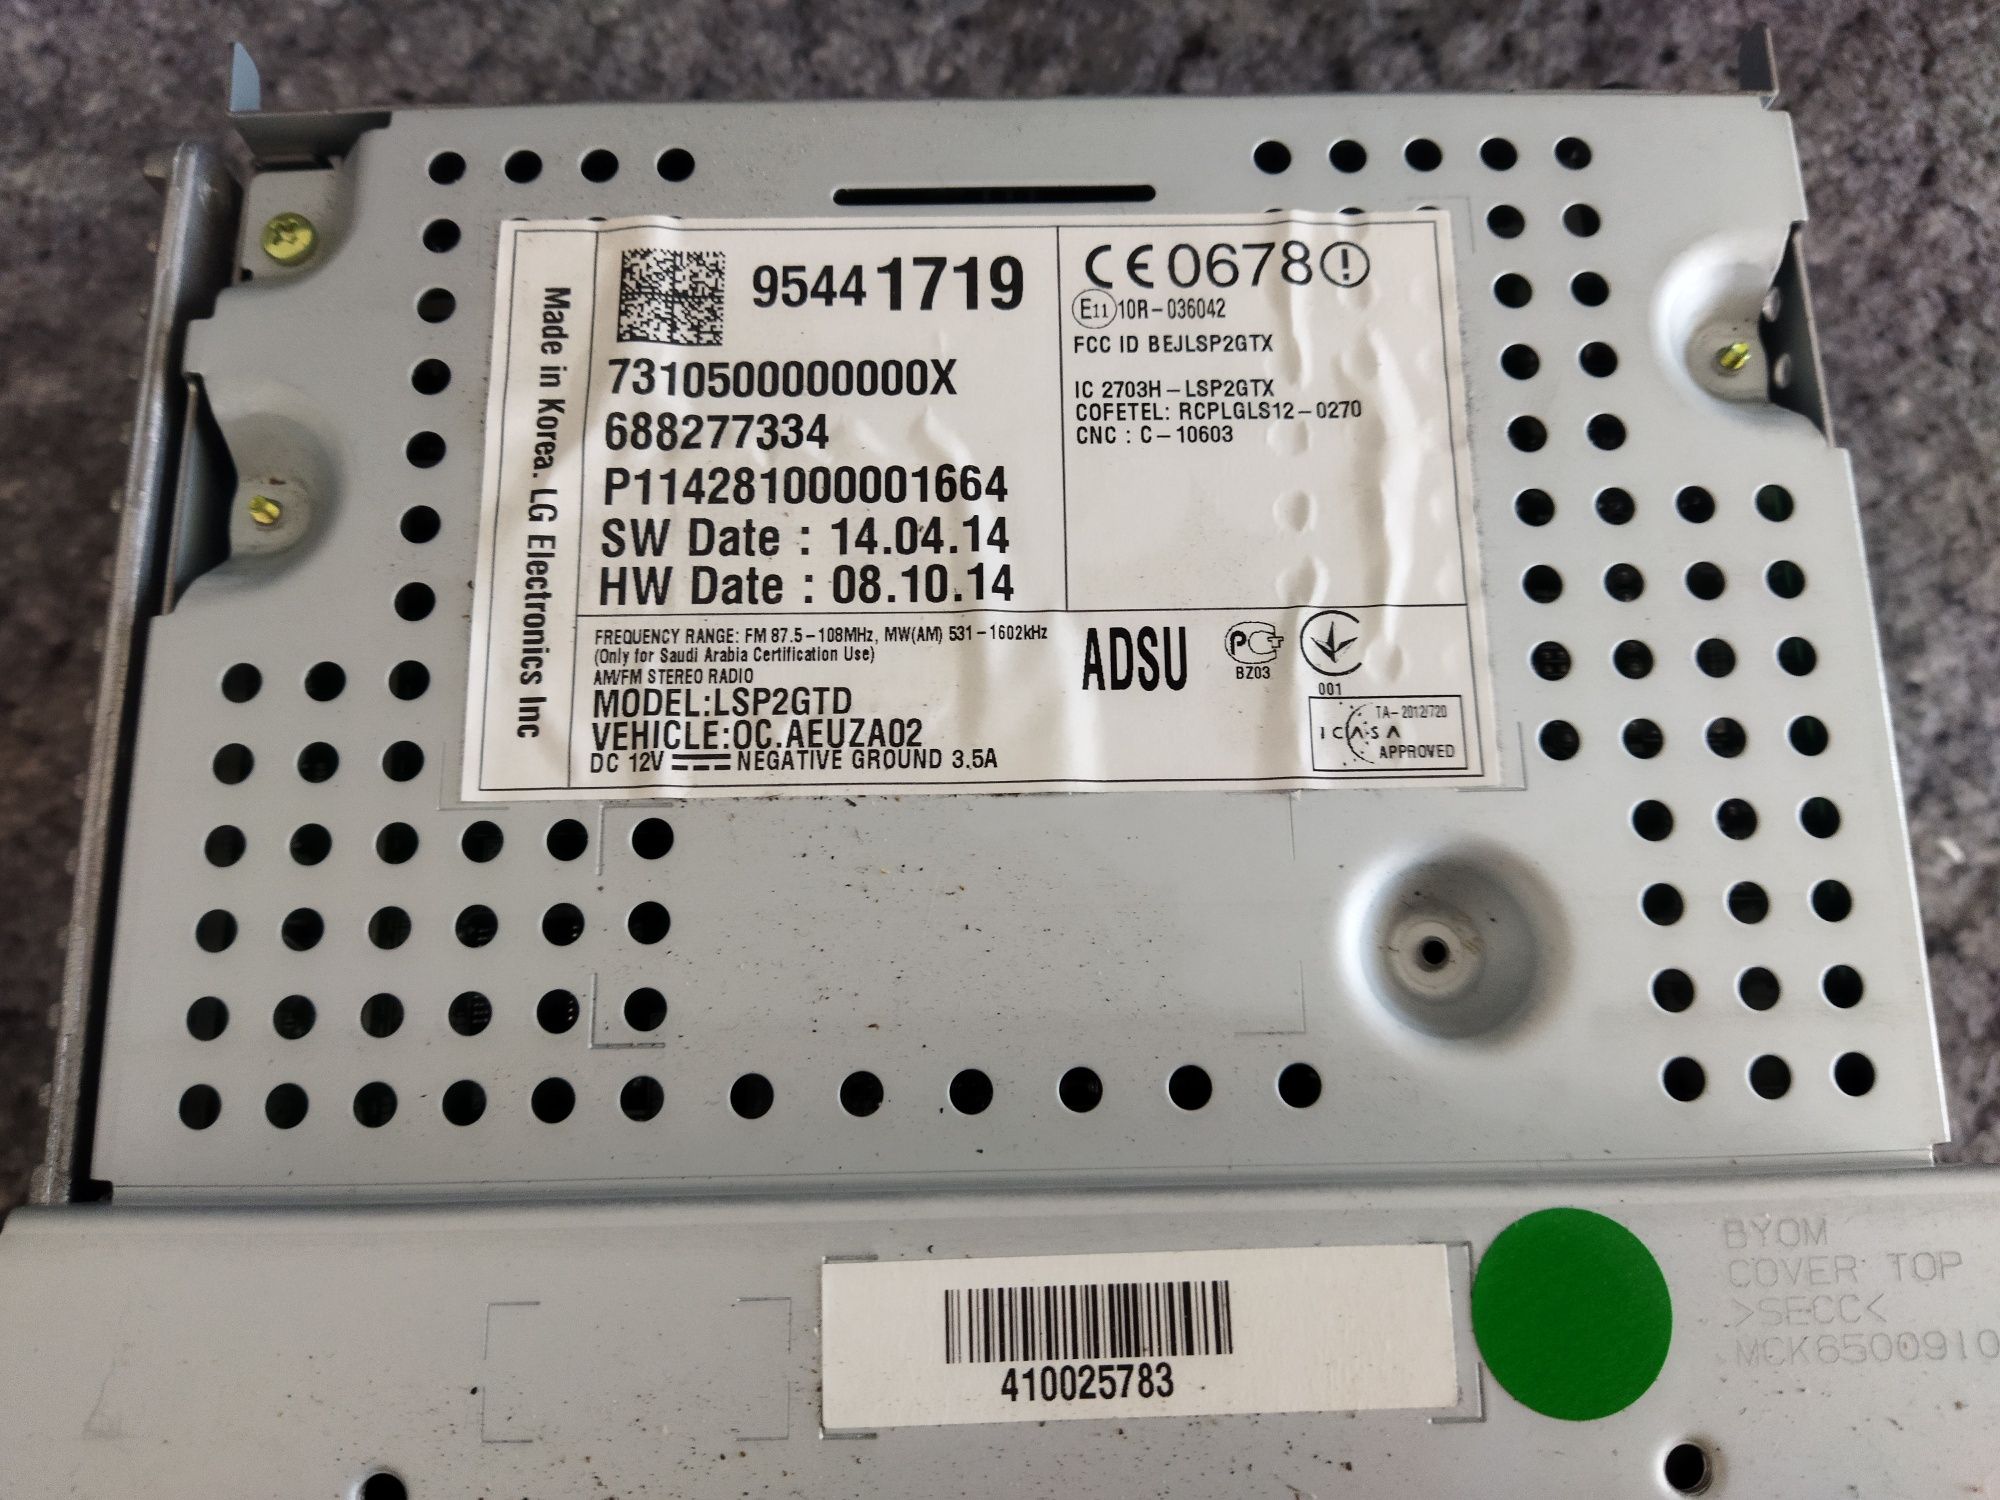 Made in Korea. LG Electronics Inc
95441719
7310500000000X
688277334
P114281000001664
SW Date : 14.04.14
HW Date : 08.10.14
CE0678
E11 10R-036042
FCC ID BEJLSP2GTX
IC 2703H-LSP2GTX
COFETEL: RCPLGLS12-0270
CNC : C-10603
FREQUENCY RANGE: FM 87.5-108MHz, MW(AM) 531-1602kHz
(Only for Saudi Arabia Certification Use)
AM/FM STEREO RADIO
MODEL:LSP2GTD
VEHICLE:OC.AEUZA02
DC 12V NEGATIVE GROUND 3.5A
ADSU
BZ03
001
TA-2012/720
ICASA
APPROVED
BYOM
COVER TOP
>SECC<
MCK6500910
410025783